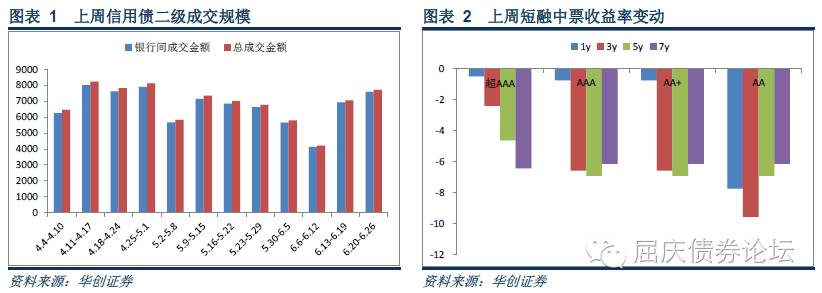 图表 1 上周信用债二级成交规模
银行间成交金额 总成交金额
9000
8000
7000
6000
5000
4000
3000
2000
1000
0
4.4-4.10 4.11-4.17 4.18-4.24 4.25-5.1 5.2-5.8 5.9-5.15 5.16-5.22 5.23-5.29 5.30-6.5 6.6-6.12 6.13-6.19 6.20-6.26
资料来源：华创证券
图表 2 上周短融中票收益率变动
1y 3y 5y 7y
0
超AAA AAA AA+ AA
-2
-4
-6
-8
-10
-12
屈庆债券论坛
资料来源：华创证券